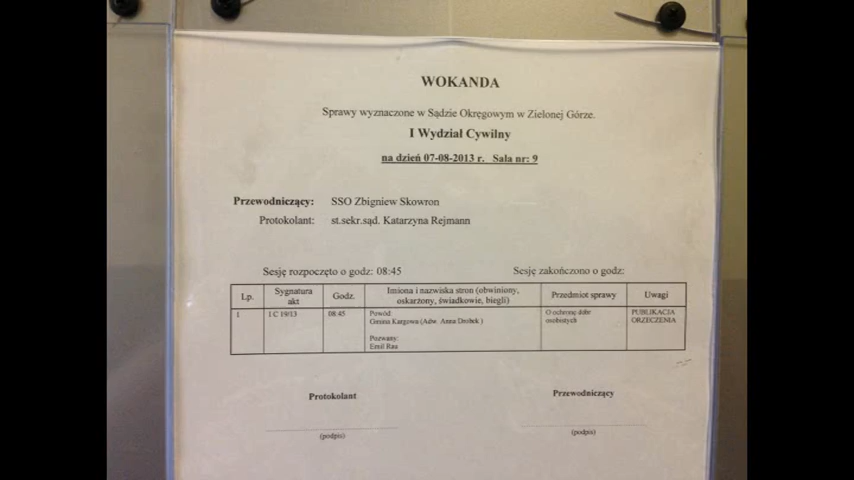 WOKANDA
Sprawy wyznaczone w Sądzie Okręgowym w Zielonej Górze.
I Wydział Cywilny
na dzień 07-08-2013 r. Sala nr: 9
Przewodniczący: SSO Zbigniew Skowron
Protokolant: st.sekr.sąd. Katarzyna Rejmann
Sesję rozpoczęto o godz: 08:45 Sesję zakończono o godz:
Lp. Sygnatura akt Godz. Imiona i nazwiska stron (obwiniony, oskarżony, świadkowie, biegli) Przedmiot sprawy Uwagi
1 I C 19/13 08:45 Powód: O ochronę dóbr PUBLIKACJA
Gmina Kargowa (Adw. Anna Drobek ) osobistych ORZECZENIA
Pozwany:
Emil Rau
Protokolant Przewodniczący
(podpis) (podpis)